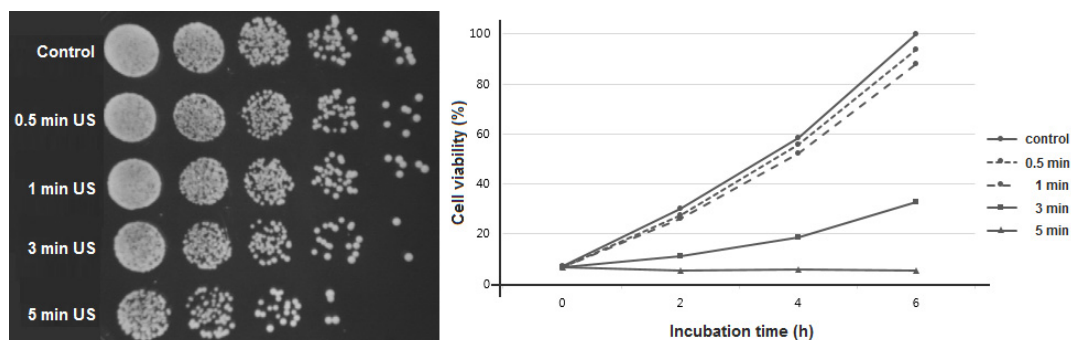 Control
0.5 min US
1 min US
3 min US
5 min US
Cell viability (%)
100
80
60
40
20
0
0 2 4 6
Incubation time (h)
control
0.5 min
1 min
3 min
5 min